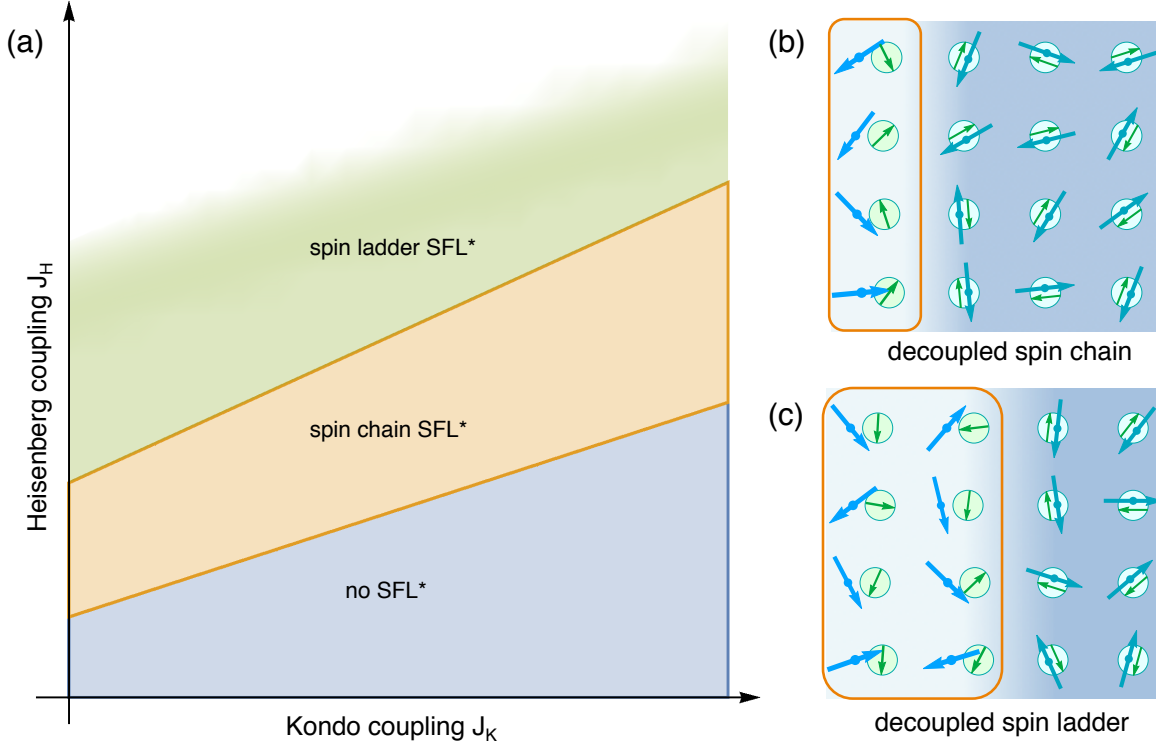 (a)
Heisenberg coupling J_H
spin ladder SFL*
spin chain SFL*
no SFL*
Kondo coupling J_K
(b)
decoupled spin chain
(c)
decoupled spin ladder